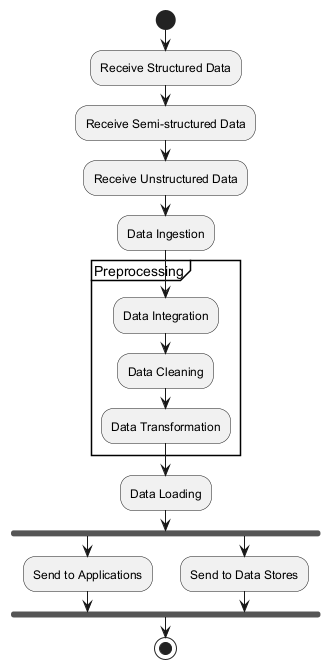 Receive Structured Data
Receive Semi-structured Data
Receive Unstructured Data
Data Ingestion
Preprocessing
Data Integration
Data Cleaning
Data Transformation
Data Loading
Send to Applications
Send to Data Stores